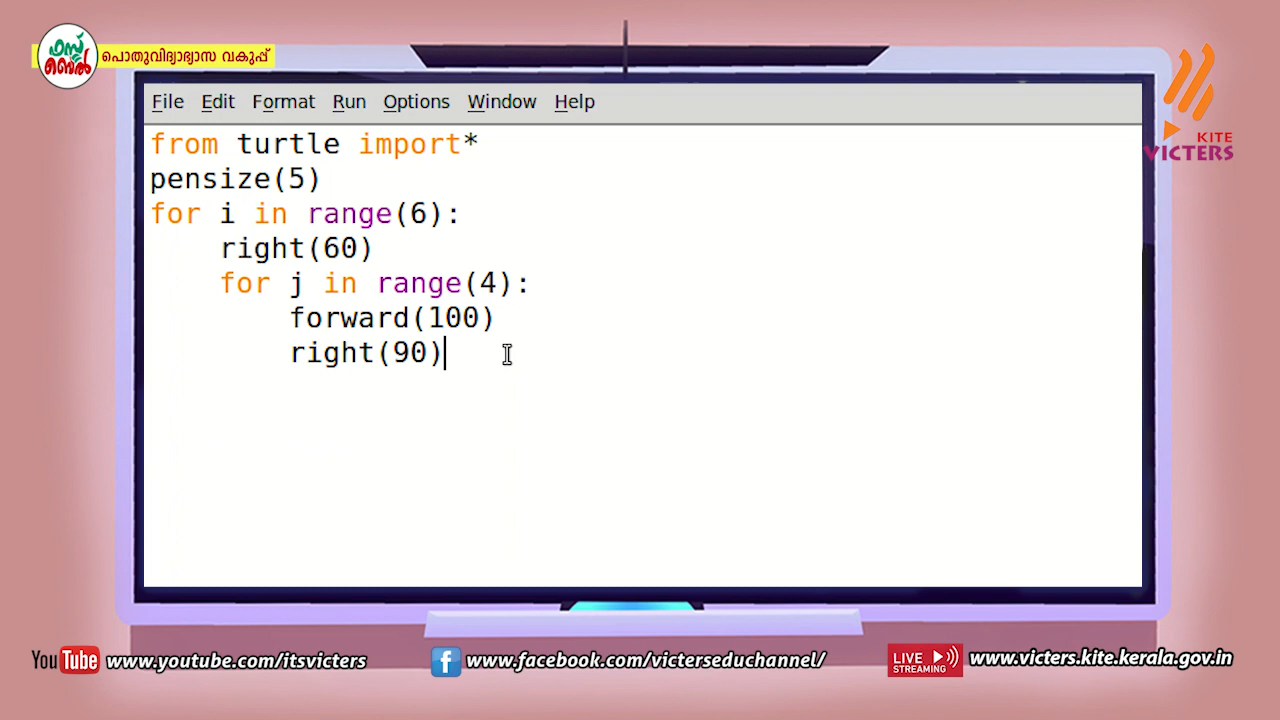 ഫസ്റ്റ്
ബെൽ
പൊതുവിദ്യാഭ്യാസ വകുപ്പ്
KITE
VICTERS
File Edit Format Run Options Window Help
from turtle import*
pensize(5)
for i in range(6):
    right(60)
    for j in range(4):
        forward(100)
        right(90)
YouTube www.youtube.com/itsvicters
f www.facebook.com/victerseduchannel/
LIVE
STREAMING
www.victers.kite.kerala.gov.in